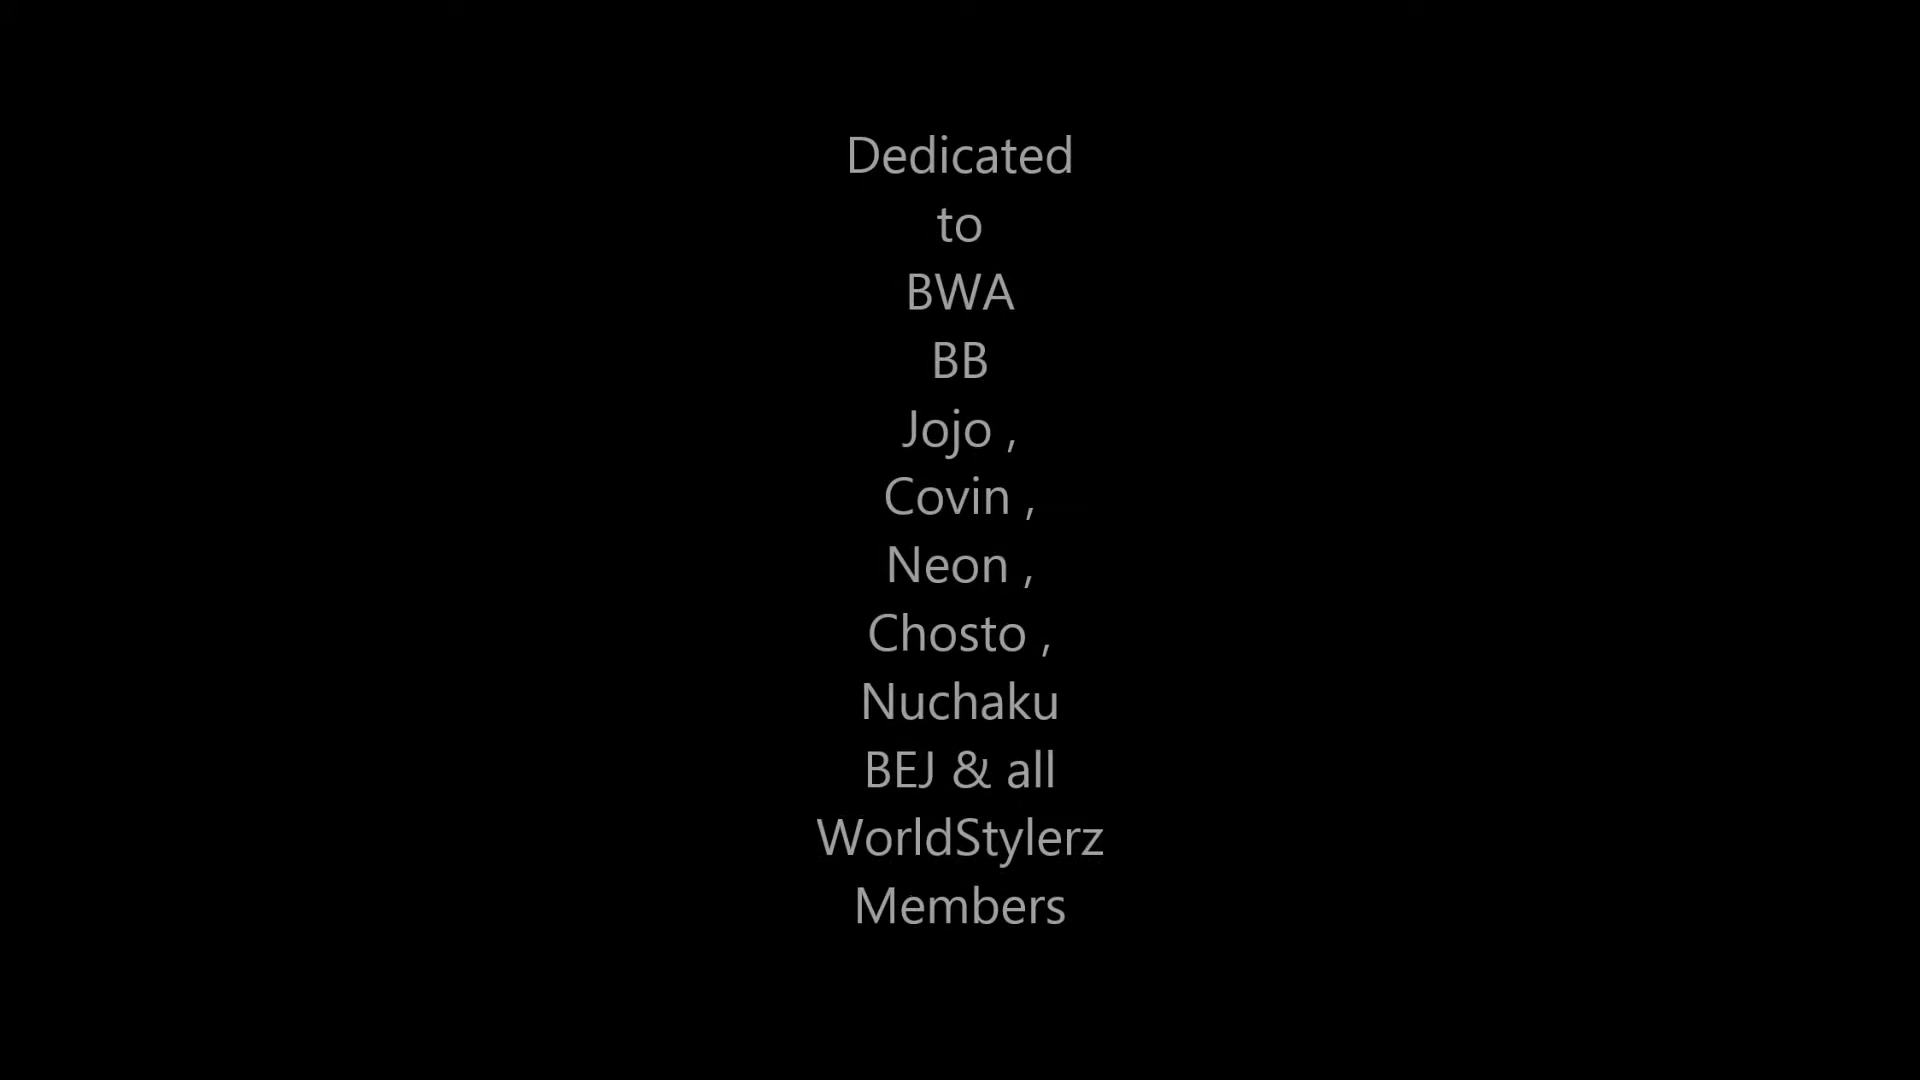 Dedicated
to
BWA
BB
Jojo ,
Covin ,
Neon ,
Chosto ,
Nuchaku
BEJ & all
WorldStylerz
Members